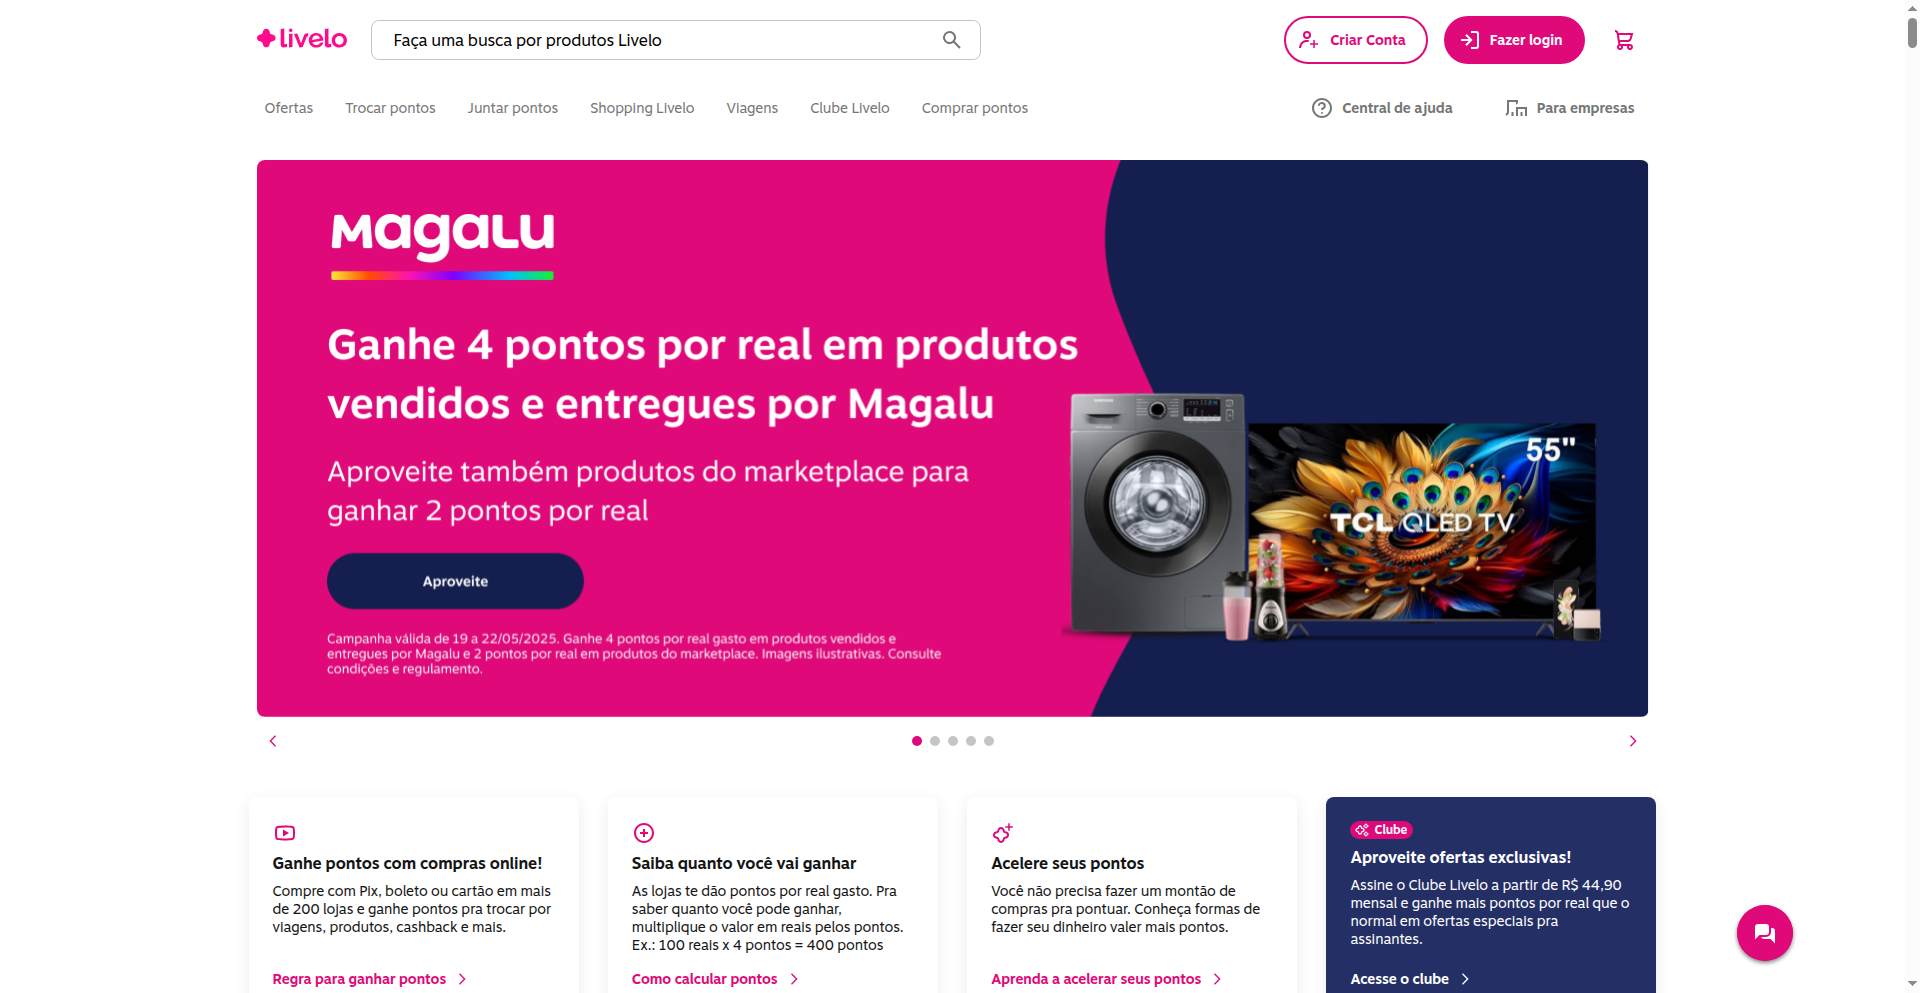 livelo
Faça uma busca por produtos Livelo
Criar Conta
Fazer login
Ofertas
Trocar pontos
Juntar pontos
Shopping Livelo
Viagens
Clube Livelo
Comprar pontos
Central de ajuda
Para empresas
Magalu
Ganhe 4 pontos por real em produtos
vendidos e entregues por Magalu
Aproveite também produtos do marketplace para
ganhar 2 pontos por real
Aproveite
Campanha válida de 19 a 22/05/2025. Ganhe 4 pontos por real gasto em produtos vendidos e
entregues por Magalu e 2 pontos por real em produtos do marketplace. Imagens ilustrativas. Consulte
condições e regulamento.
SAMSUNG
55"
TCL QLED TV
Ganhe pontos com compras online!
Compre com Pix, boleto ou cartão em mais
de 200 lojas e ganhe pontos pra trocar por
viagens, produtos, cashback e mais.
Regra para ganhar pontos
Saiba quanto você vai ganhar
As lojas te dão pontos por real gasto. Pra
saber quanto você pode ganhar,
multiplique o valor em reais pelos pontos.
Ex.: 100 reais x 4 pontos = 400 pontos
Como calcular pontos
Acelere seus pontos
Você não precisa fazer um montão de
compras pra pontuar. Conheça formas de
fazer seu dinheiro valer mais pontos.
Aprenda a acelerar seus pontos
Clube
Aproveite ofertas exclusivas!
Assine o Clube Livelo a partir de R$ 44,90
mensal e ganhe mais pontos por real que o
normal em ofertas especiais pra
assinantes.
Acesse o clube